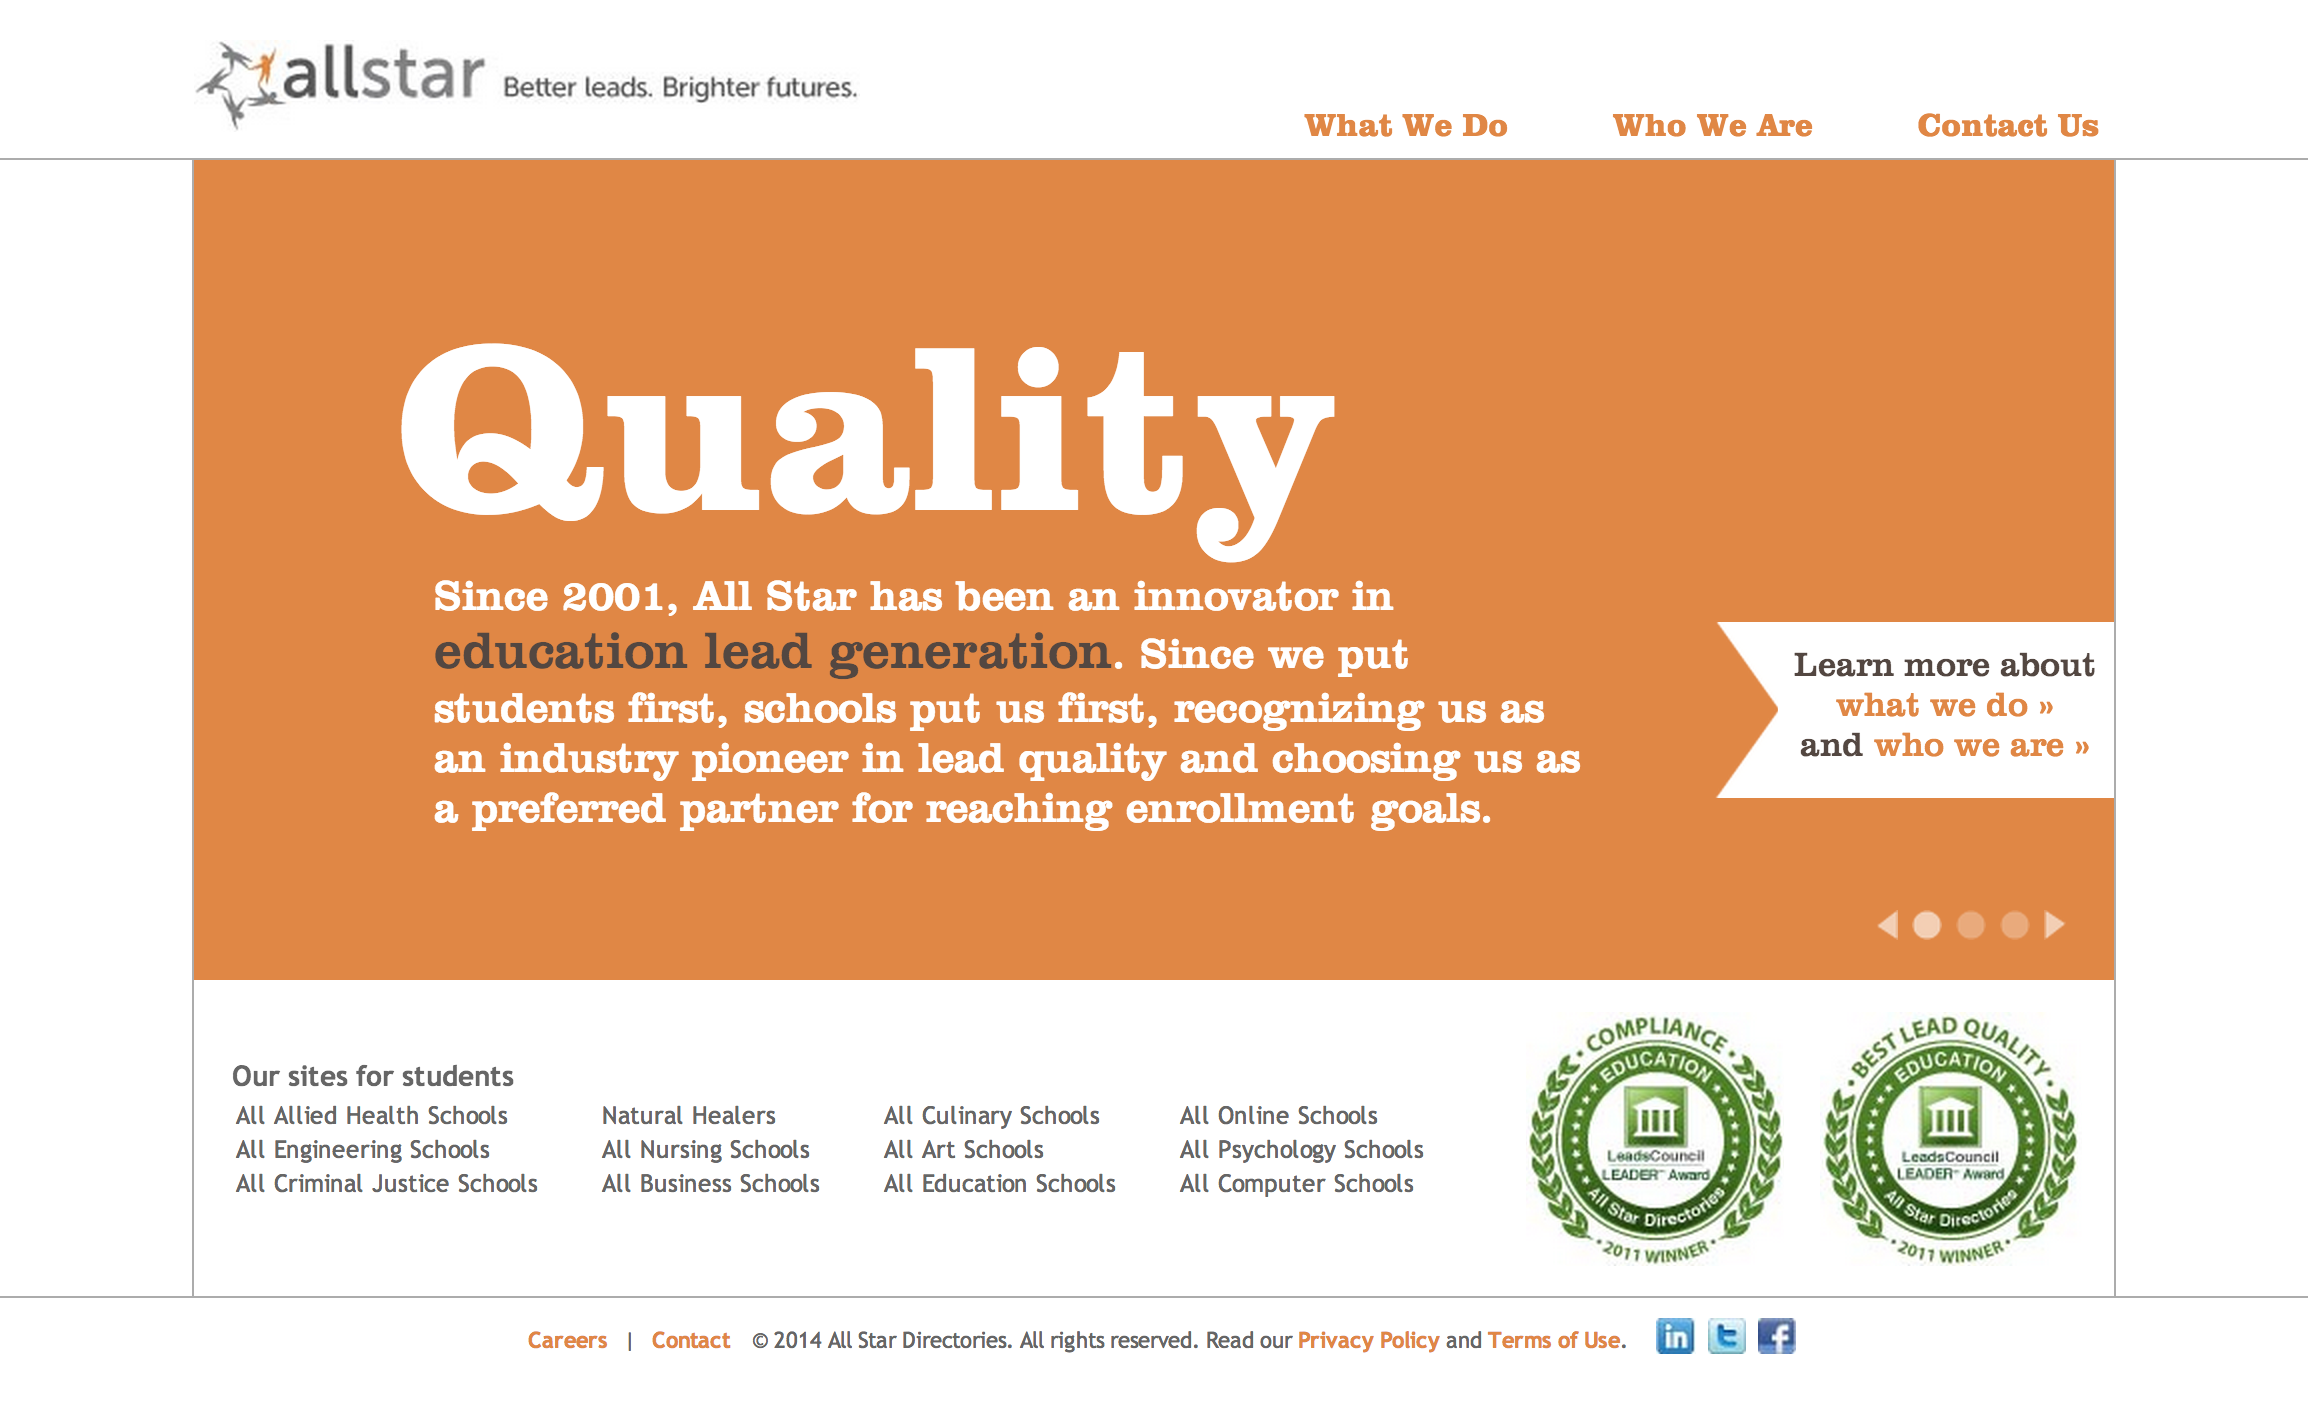 allstar Better leads. Brighter futures.
What We Do
Who We Are
Contact Us
Quality
Since 2001, All Star has been an innovator in
education lead generation. Since we put
students first, schools put us first, recognizing us as
an industry pioneer in lead quality and choosing us as
a preferred partner for reaching enrollment goals.
Learn more about
what we do »
and who we are »
Our sites for students
All Allied Health Schools
All Engineering Schools
All Criminal Justice Schools
Natural Healers
All Nursing Schools
All Business Schools
All Culinary Schools
All Art Schools
All Education Schools
All Online Schools
All Psychology Schools
All Computer Schools
• COMPLIANCE •
EDUCATION
LeadsCouncil
LEADER™ Award
All Star Directories
• 2011 WINNER •
• BEST LEAD QUALITY •
EDUCATION
LeadsCouncil
LEADER™ Award
All Star Directories
• 2011 WINNER •
Careers | Contact © 2014 All Star Directories. All rights reserved. Read our Privacy Policy and Terms of Use. in t f